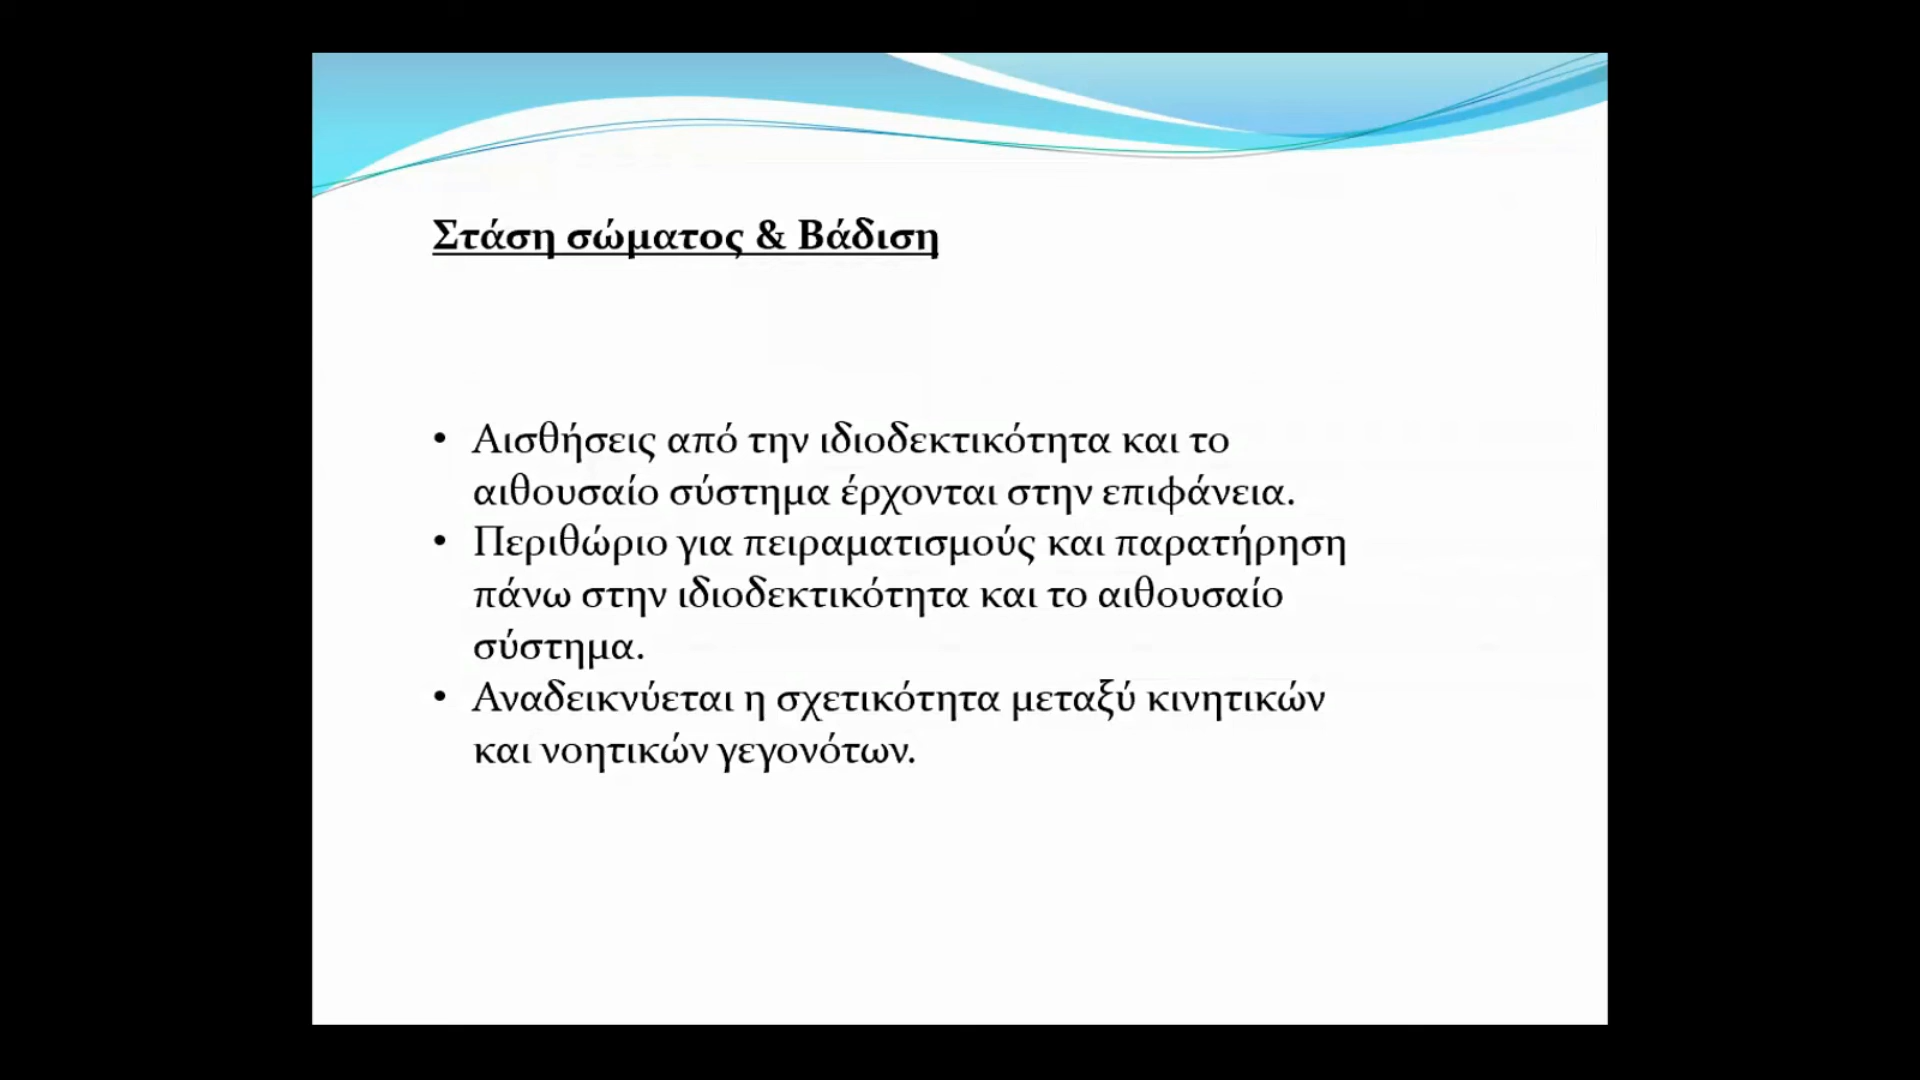 Στάση σώματος & Βάδιση
• Αισθήσεις από την ιδιοδεκτικότητα και το
αιθουσαίο σύστημα έρχονται στην επιφάνεια.
• Περιθώριο για πειραματισμούς και παρατήρηση
πάνω στην ιδιοδεκτικότητα και το αιθουσαίο
σύστημα.
• Αναδεικνύεται η σχετικότητα μεταξύ κινητικών
και νοητικών γεγονότων.